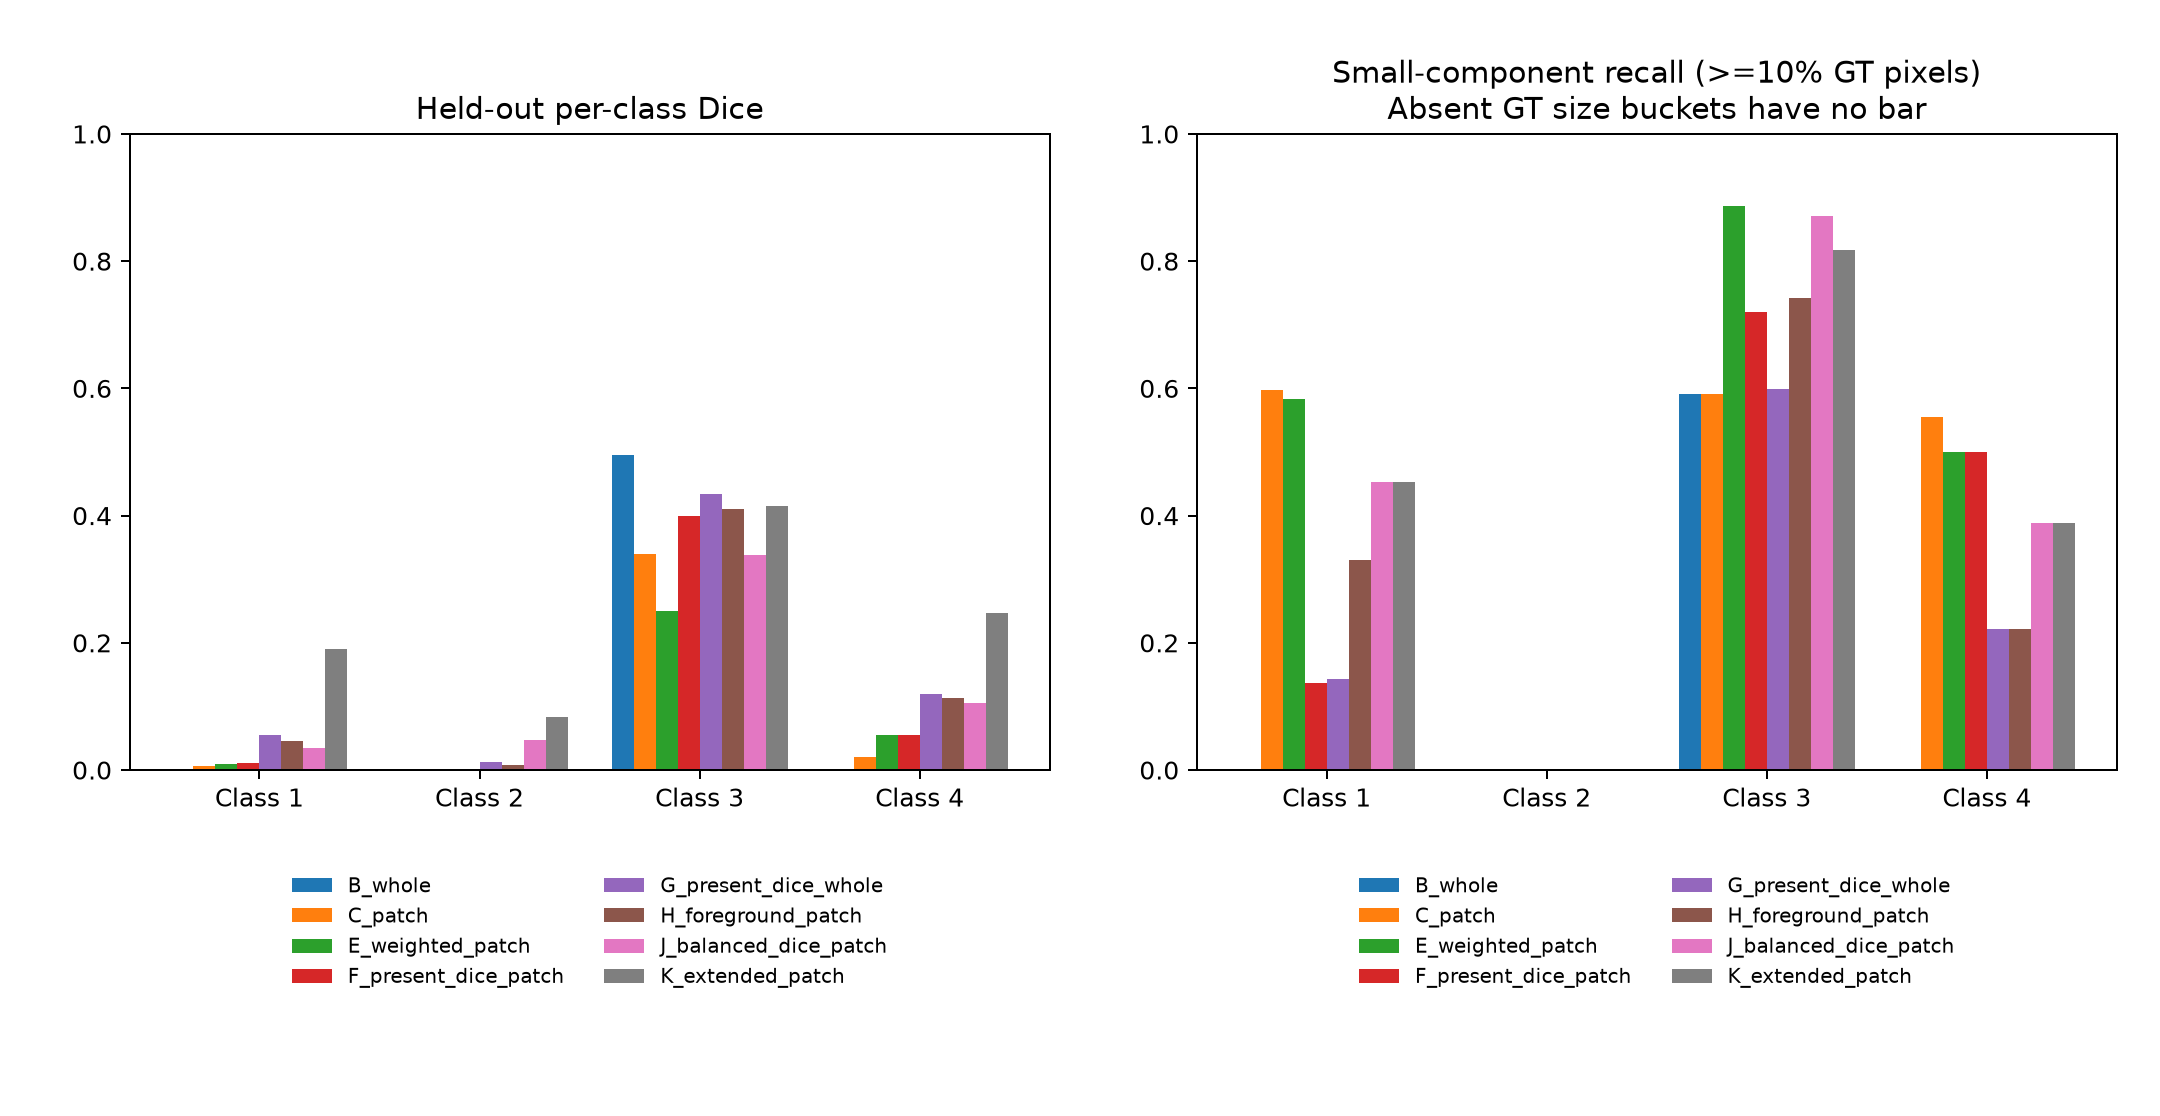 Held-out per-class Dice
1.0
0.8
0.6
0.4
0.2
0.0
Class 1
Class 2
Class 3
Class 4
B_whole
C_patch
E_weighted_patch
F_present_dice_patch
G_present_dice_whole
H_foreground_patch
J_balanced_dice_patch
K_extended_patch
Small-component recall (>=10% GT pixels)
Absent GT size buckets have no bar
1.0
0.8
0.6
0.4
0.2
0.0
Class 1
Class 2
Class 3
Class 4
B_whole
C_patch
E_weighted_patch
F_present_dice_patch
G_present_dice_whole
H_foreground_patch
J_balanced_dice_patch
K_extended_patch